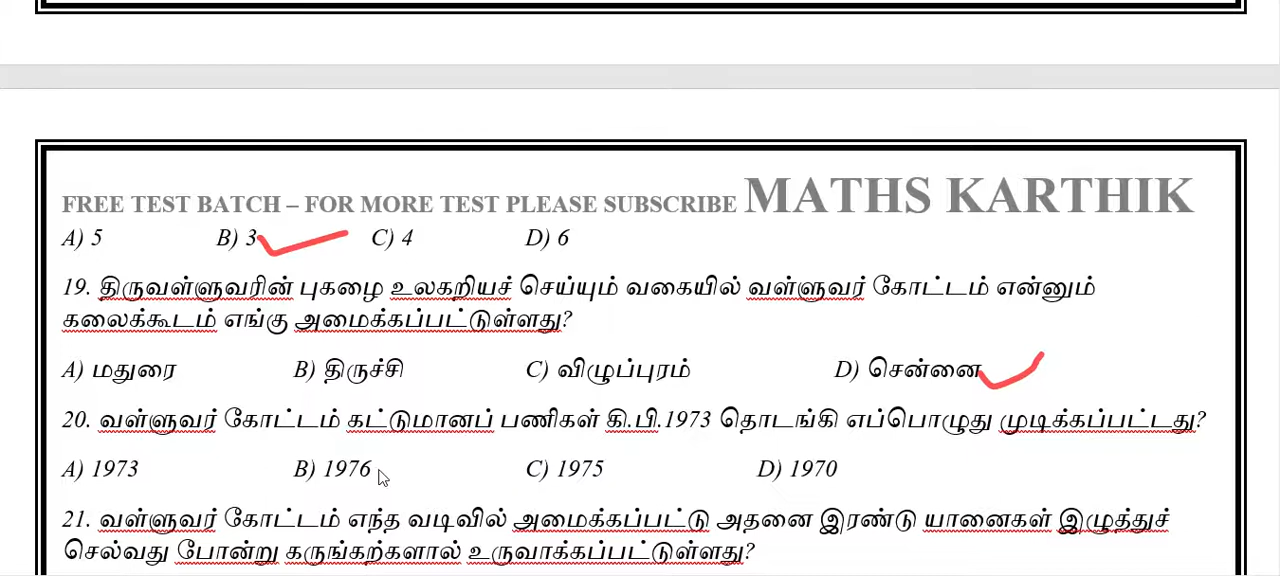 FREE TEST BATCH – FOR MORE TEST PLEASE SUBSCRIBE MATHS KARTHIK
A) 5 B) 3 C) 4 D) 6
19. திருவள்ளுவரின் புகழை உலகறியச் செய்யும் வகையில் வள்ளுவர் கோட்டம் என்னும்
கலைக்கூடம் எங்கு அமைக்கப்பட்டுள்ளது?
A) மதுரை B) திருச்சி C) விழுப்புரம் D) சென்னை
20. வள்ளுவர் கோட்டம் கட்டுமானப் பணிகள் கி.பி.1973 தொடங்கி எப்பொழுது முடிக்கப்பட்டது?
A) 1973 B) 1976 C) 1975 D) 1970
21. வள்ளுவர் கோட்டம் எந்த வடிவில் அமைக்கப்பட்டு அதனை இரண்டு யானைகள் இழுத்துச்
செல்வது போன்று கருங்கற்களால் உருவாக்கப்பட்டுள்ளது?